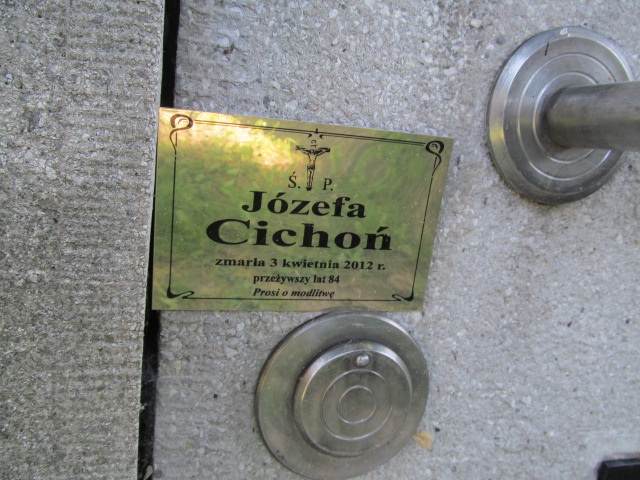 Ś. P.
Józefa
Cichoń
zmarła 3 kwietnia 2012 r.
przeżywszy lat 84
Prosi o modlitwę